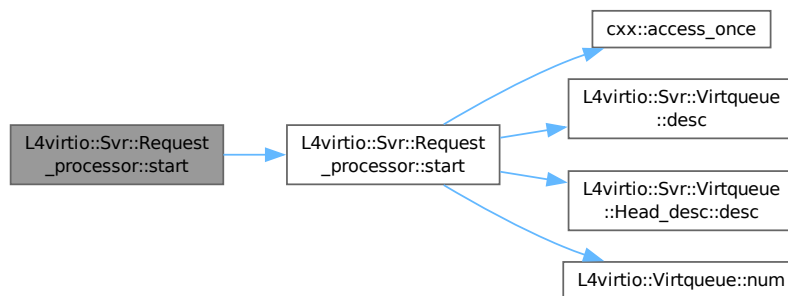 cxx::access_once
L4virtio::Svr::Virtqueue
::desc
L4virtio::Svr::Request
_processor::start
L4virtio::Svr::Request
_processor::start
L4virtio::Svr::Virtqueue
::Head_desc::desc
L4virtio::Virtqueue::num